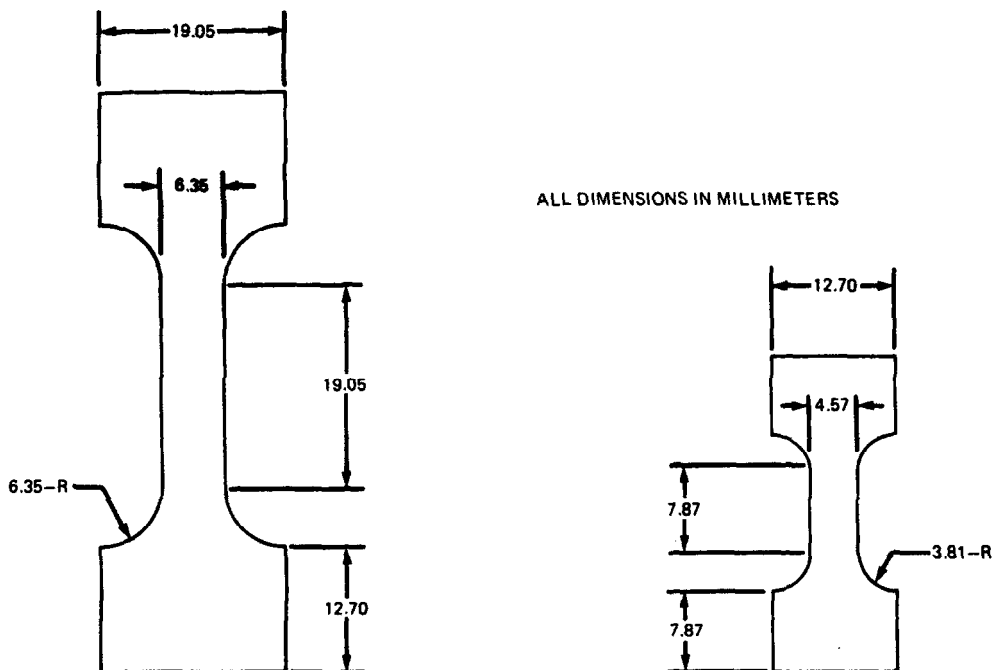 19.05
6.35
ALL DIMENSIONS IN MILLIMETERS
12.70
19.05
4.57
6.35-R
7.87
3.81-R
12.70
7.87